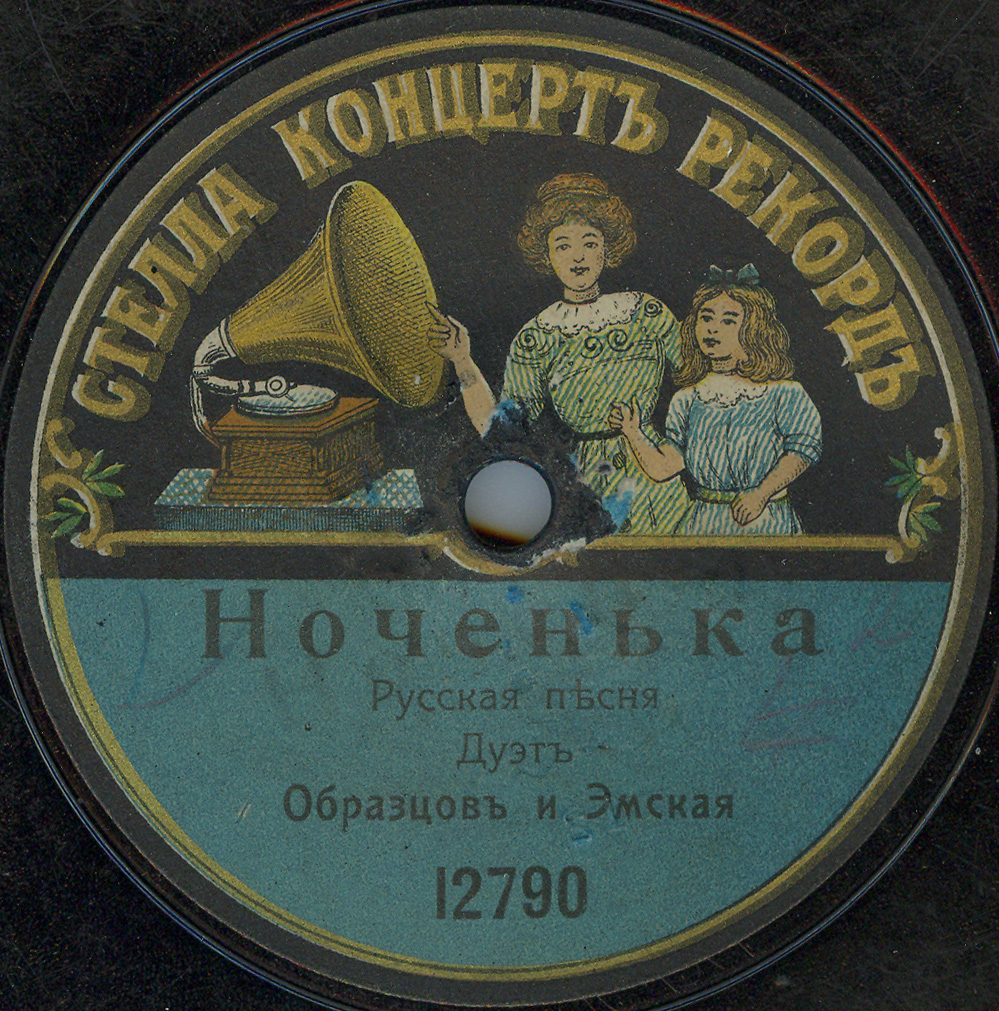 СТЕЛЛА КОНЦЕРТЪ РЕКОРДЪ
Ноченька
Русская пѣсня
Дуэтъ
Образцовъ и Эмская
12790